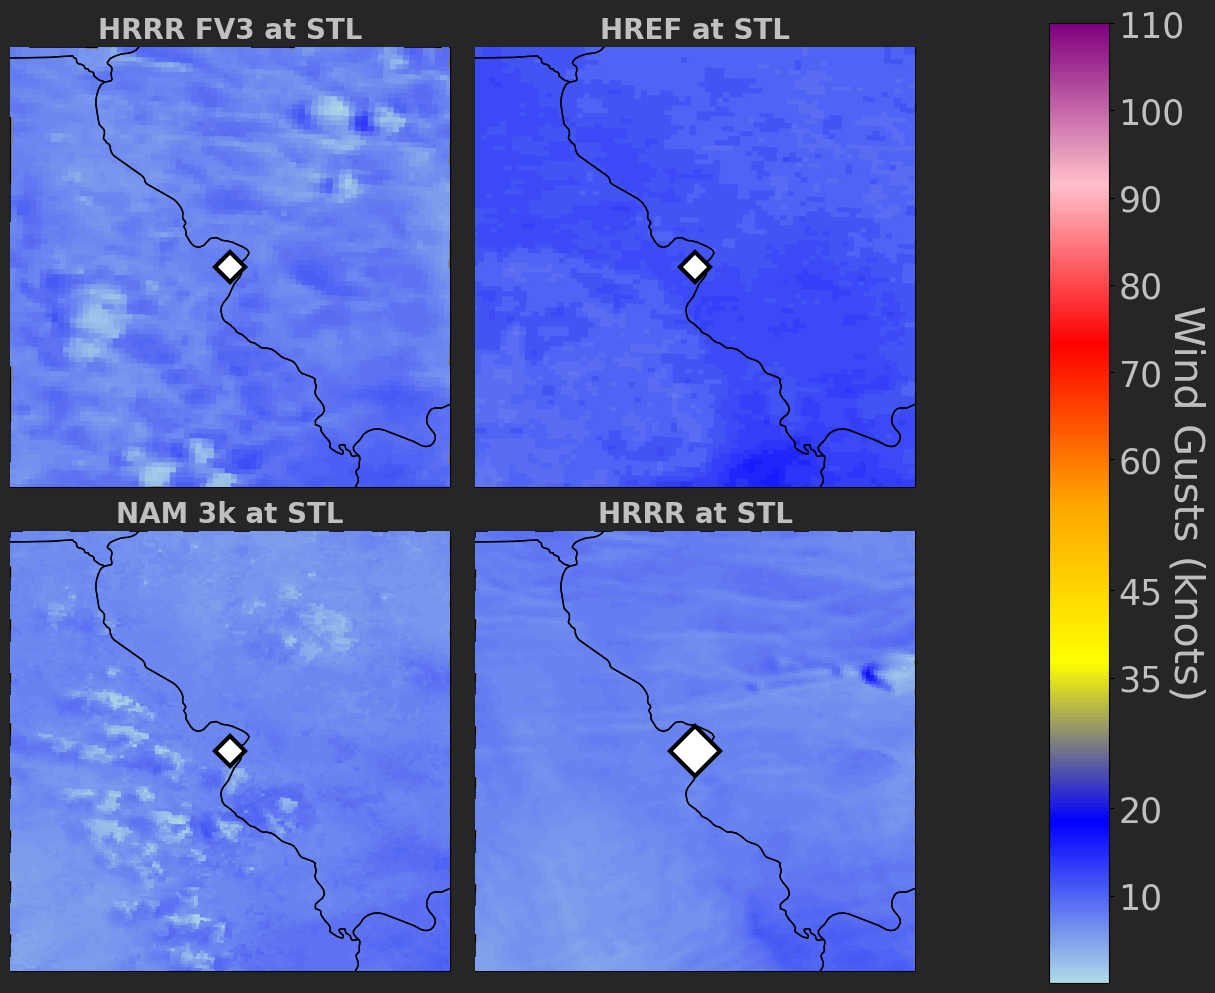 HRRR FV3 at STL
HREF at STL
NAM 3k at STL
HRRR at STL
110
100
90
80
70
60
45
35
20
10
Wind Gusts (knots)